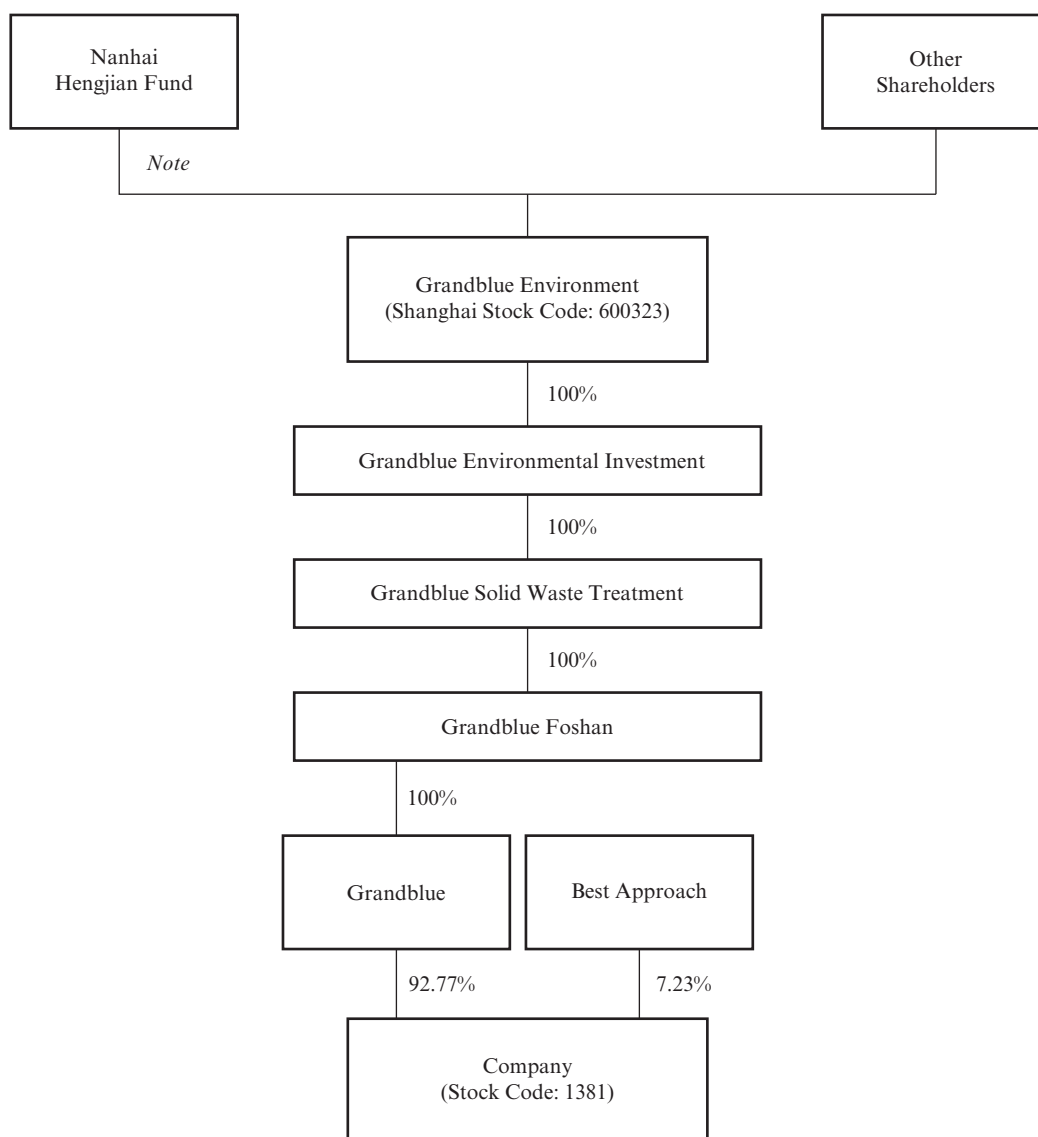 Nanhai
Hengjian Fund
Other
Shareholders
Note
Grandblue Environment
(Shanghai Stock Code: 600323)
100%
Grandblue Environmental Investment
100%
Grandblue Solid Waste Treatment
100%
Grandblue Foshan
100%
Grandblue
Best Approach
92.77%
7.23%
Company
(Stock Code: 1381)